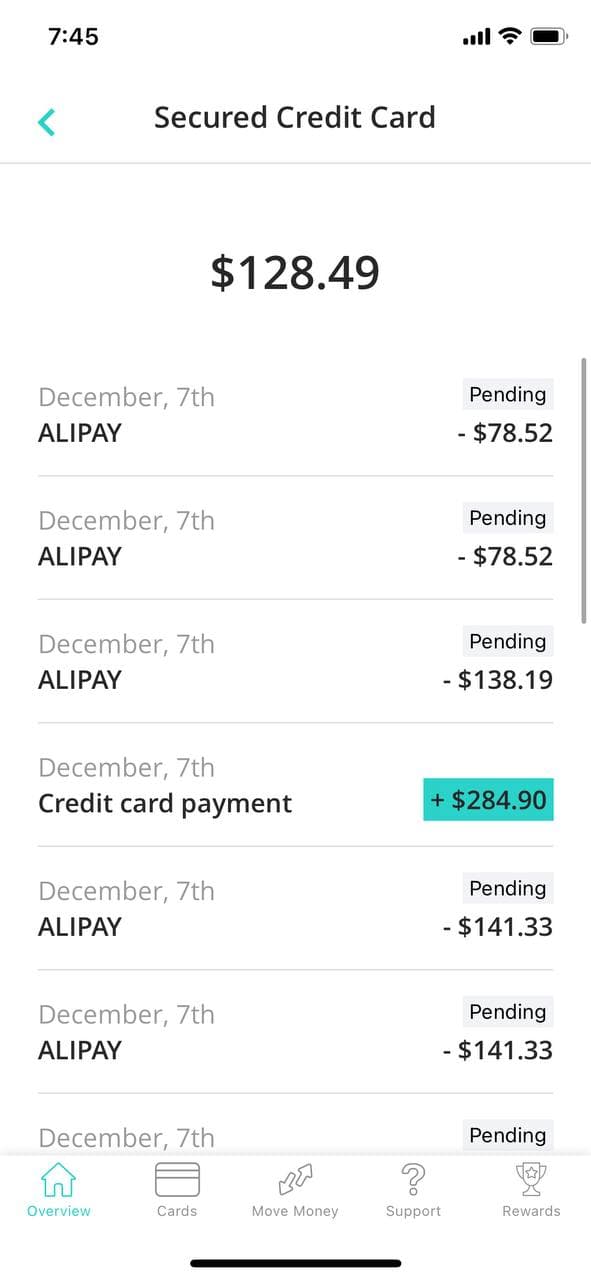 7:45
Secured Credit Card
$128.49
December, 7th
Pending
ALIPAY
- $78.52
December, 7th
Pending
ALIPAY
- $78.52
December, 7th
Pending
ALIPAY
- $138.19
December, 7th
Credit card payment
+ $284.90
December, 7th
Pending
ALIPAY
- $141.33
December, 7th
Pending
ALIPAY
- $141.33
December, 7th
Pending
Overview
Cards
Move Money
Support
Rewards